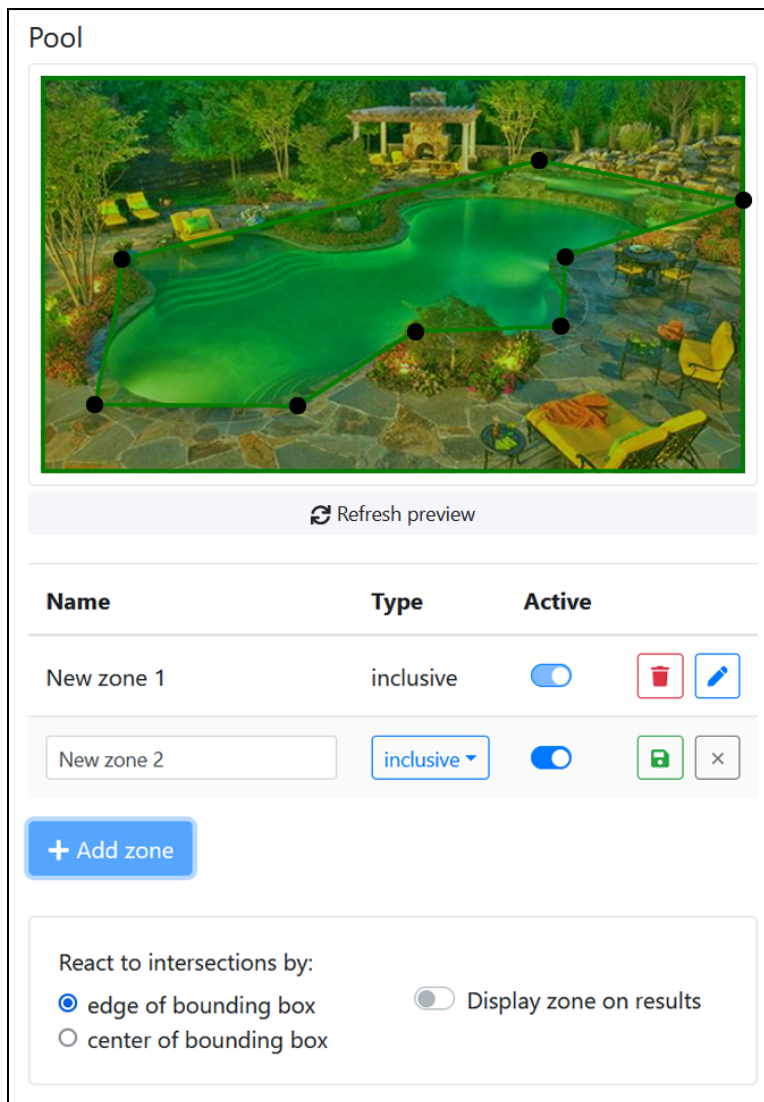 Pool
Refresh preview
Name Type Active
New zone 1 inclusive
New zone 2 inclusive
Add zone
React to intersections by:
edge of bounding box
Display zone on results
center of bounding box